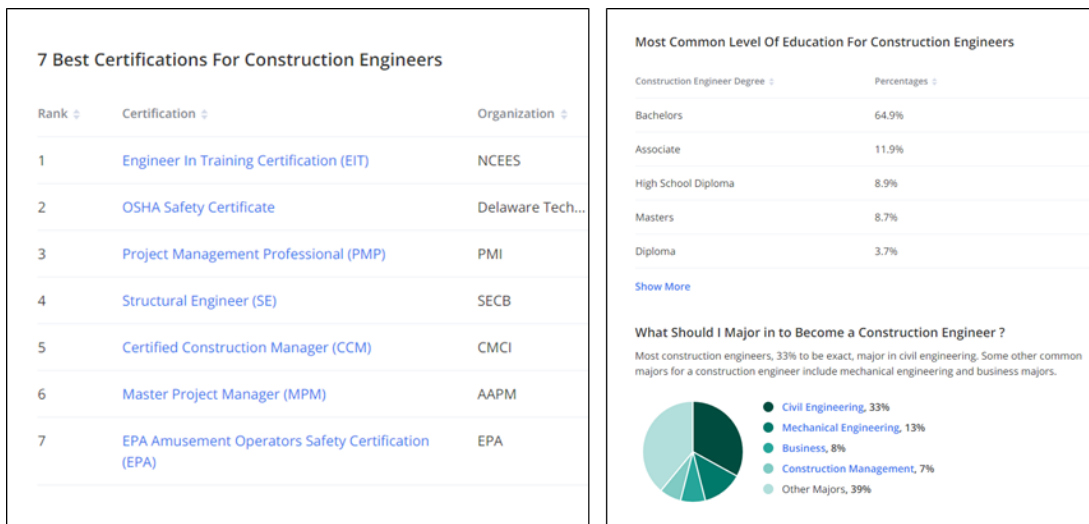 7 Best Certifications For Construction Engineers
Rank Certification Organization
1 Engineer In Training Certification (EIT) NCEES
2 OSHA Safety Certificate Delaware Tech...
3 Project Management Professional (PMP) PMI
4 Structural Engineer (SE) SECB
5 Certified Construction Manager (CCM) CMCI
6 Master Project Manager (MPM) AAPM
7 EPA Amusement Operators Safety Certification EPA
(EPA)
Most Common Level Of Education For Construction Engineers
Construction Engineer Degree Percentages
Bachelors 64.9%
Associate 11.9%
High School Diploma 8.9%
Masters 8.7%
Diploma 3.7%
Show More
What Should I Major in to Become a Construction Engineer ?
Most construction engineers, 33% to be exact, major in civil engineering. Some other common
majors for a construction engineer include mechanical engineering and business majors.
Civil Engineering, 33%
Mechanical Engineering, 13%
Business, 8%
Construction Management, 7%
Other Majors, 39%